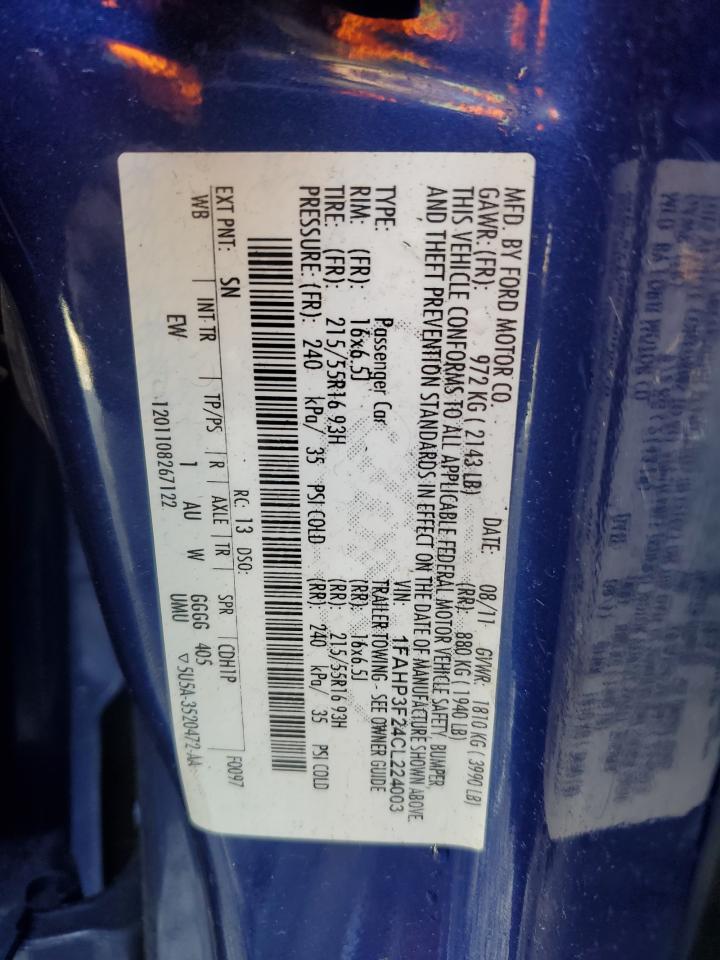 MFD. BY FORD MOTOR CO. DATE: 08/11 GVWR: 1810 KG ( 3990 LB)
GAWR: (FR): 972 KG ( 2143 LB) (RR): 880 KG ( 1940 LB)
THIS VEHICLE CONFORMS TO ALL APPLICABLE FEDERAL MOTOR VEHICLE SAFETY, BUMPER,
AND, THEFT PREVENTION STANDARDS IN EFFECT ON THE DATE OF MANUFACTURE SHOWN ABOVE.
VIN: 1FAHP3F24CL224003
TYPE: Passenger Car TRAILER TOWING - SEE OWNER GUIDE
RIM: (FR): 16x6.5J (RR): 16x6.5J
TIRE: (FR): 215/55R16 93H (RR): 215/55R16 93H
PRESSURE: (FR): 240 kPa/ 35 PSI COLD (RR): 240 kPa/ 35 PSI COLD
RC: 13 DSO: F0097
EXT PNT: SN INT TR TP/PS R AXLE TR SPR CDH1P
WB EW 1 AU W GGGG 405
UMU ▽5U5A-3520472-AA
1201108267122